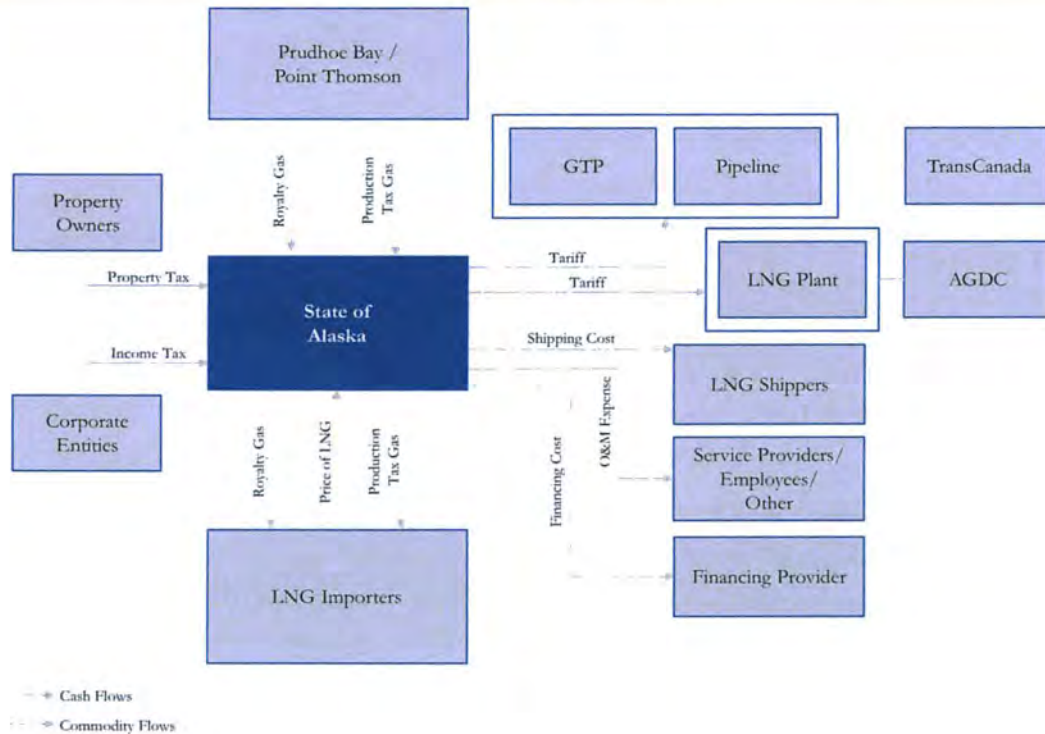 Prudhoe Bay /
Point Thomson
GTP
Pipeline
TransCanada
Property
Owners
Royalty Gas
Production
Tax Gas
Property Tax
Tariff
Tariff
LNG Plant
AGDC
State of
Alaska
Income Tax
Shipping Cost
LNG Shippers
Corporate
Entities
Royalty Gas
Price of LNG
Production
Tax Gas
Financing Cost
O&M Expense
Service Providers/
Employees/
Other
LNG Importers
Financing Provider
Cash Flows
Commodity Flows